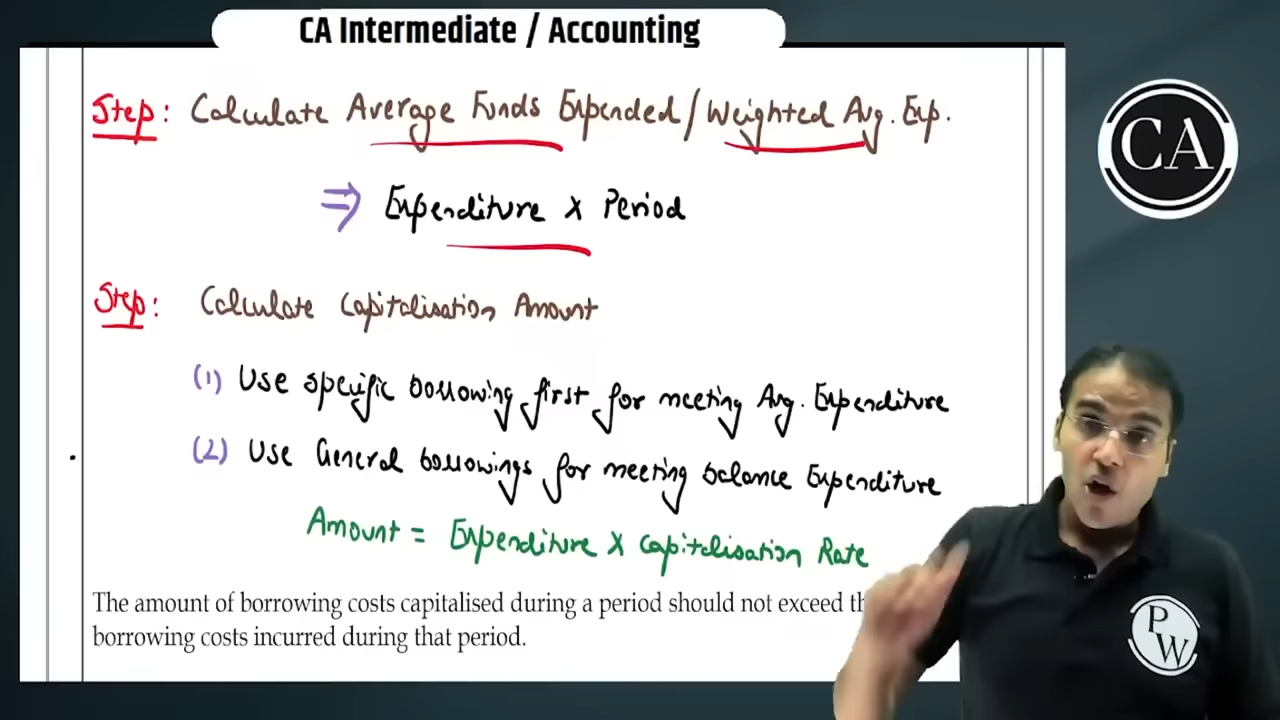 CA Intermediate / Accounting
CA
Step: Calculate Average Funds Expended/Weighted Avg. Exp.
⇒ Expenditure x Period
Step: Calculate Capitalisation Amount
(1) Use specific borrowing first for meeting Avg. Expenditure
(2) Use General borrowings for meeting balance Expenditure
Amount = Expenditure x Capitalisation Rate
The amount of borrowing costs capitalised during a period should not exceed
borrowing costs incurred during that period.
PW